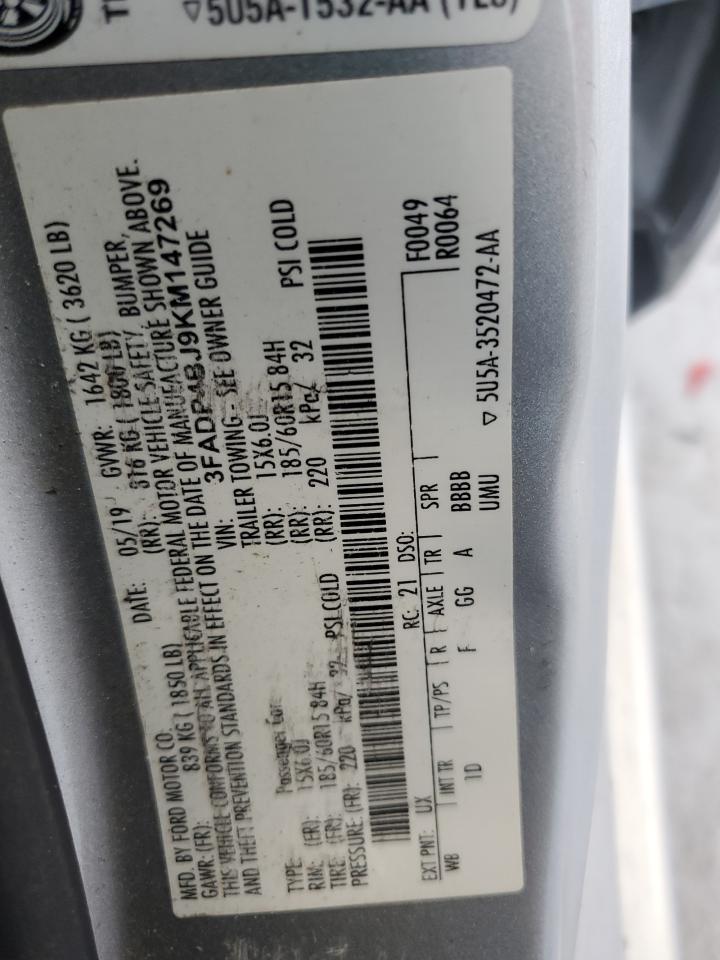 5U5A-1532-AA
MFD. BY FORD MOTOR CO. DATE: 05/19 GVWR: 1642 KG ( 3620 LB)
GAWR: (FR): 839 KG ( 1850 LB) (RR): 816 KG ( 1800 LB)
THIS VEHICLE CONFORMS TO ALL APPLICABLE FEDERAL MOTOR VEHICLE SAFETY, BUMPER,
AND THEFT PREVENTION STANDARDS IN EFFECT ON THE DATE OF MANUFACTURE SHOWN ABOVE.
VIN: 3FADP4BJ9KM147269
TYPE: Passenger Car TRAILER TOWING - SEE OWNER GUIDE
RIM: (FR): 15X6.0J (RR): 15X6.0J
TIRE: (FR): 185/60R15 84H (RR): 185/60R15 84H
PRESSURE: (FR): 220 kPa/ 32 PSI COLD (RR): 220 kPa/ 32 PSI COLD
EXT PNT: UX RC: 21 DSO: F0049
WB INT TR TP/PS R AXLE TR SPR R0064
1D F GG A BBBB
UMU
▽ 5U5A-3520472-AA